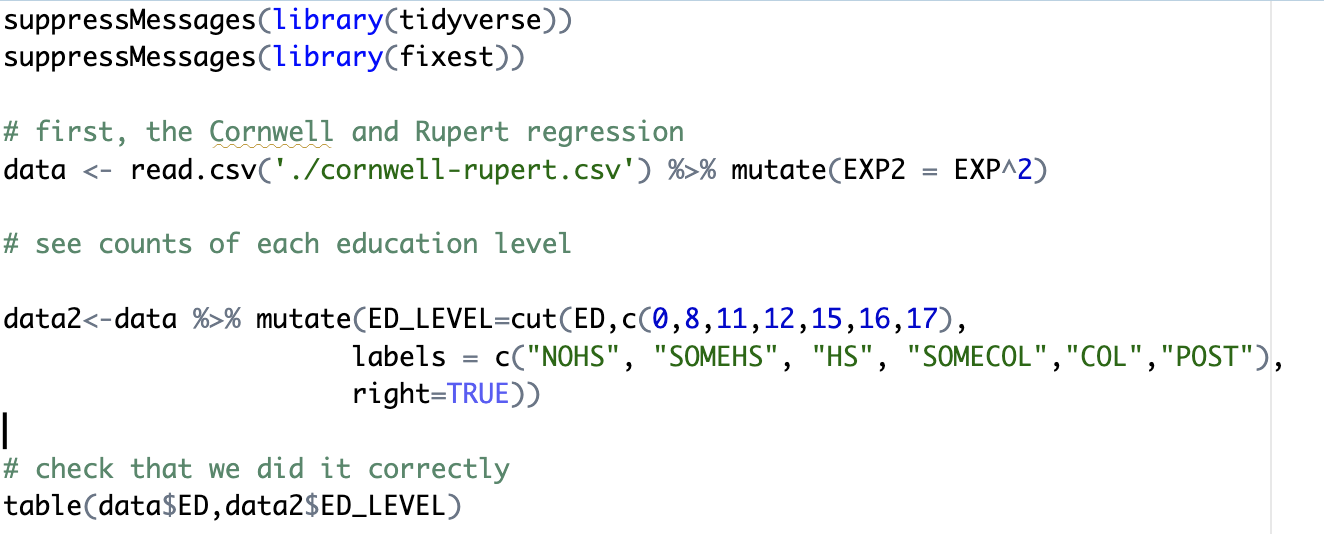 suppressMessages(library(tidyverse))
suppressMessages(library(fixest))
# first, the Cornwell and Rupert regression
data <- read.csv('./cornwell-rupert.csv') %>% mutate(EXP2 = EXP^2)
# see counts of each education level
data2<-data %>% mutate(ED_LEVEL=cut(ED,c(0,8,11,12,15,16,17),
labels = c("NOHS", "SOMEHS", "HS", "SOMECOL","COL","POST"),
right=TRUE))
# check that we did it correctly
table(data$ED,data2$ED_LEVEL)